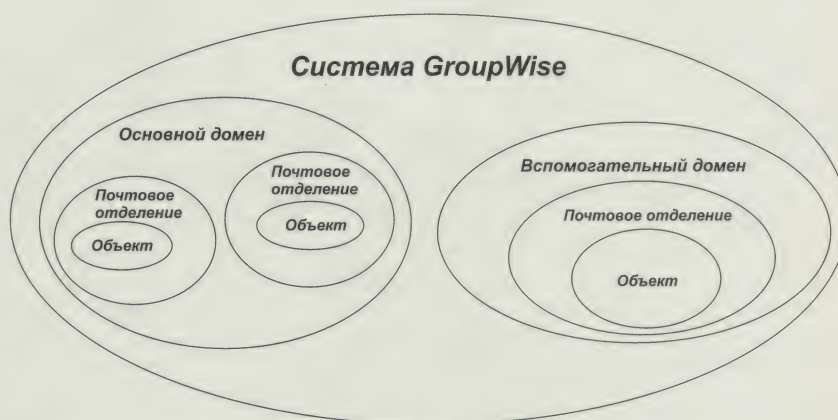 Система GroupWise
Основной домен
Почтовое
отделение
Объект
Почтовое
отделение
Объект
Вспомогательный домен
Почтовое отделение
Объект